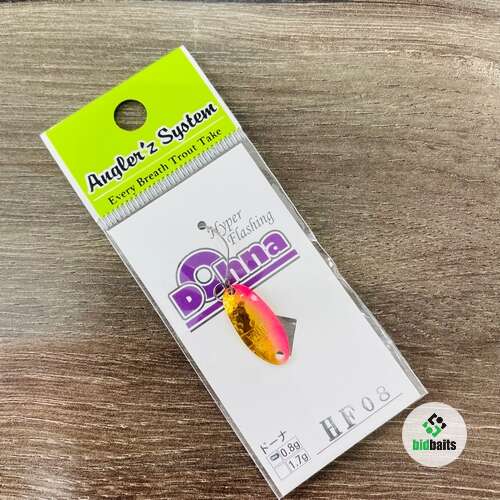 Angler'z System
Every Breath Trout Take
Hyper
Flashing
Donna
ドーナ
0.8g
1.7g
HF08
bidbaits